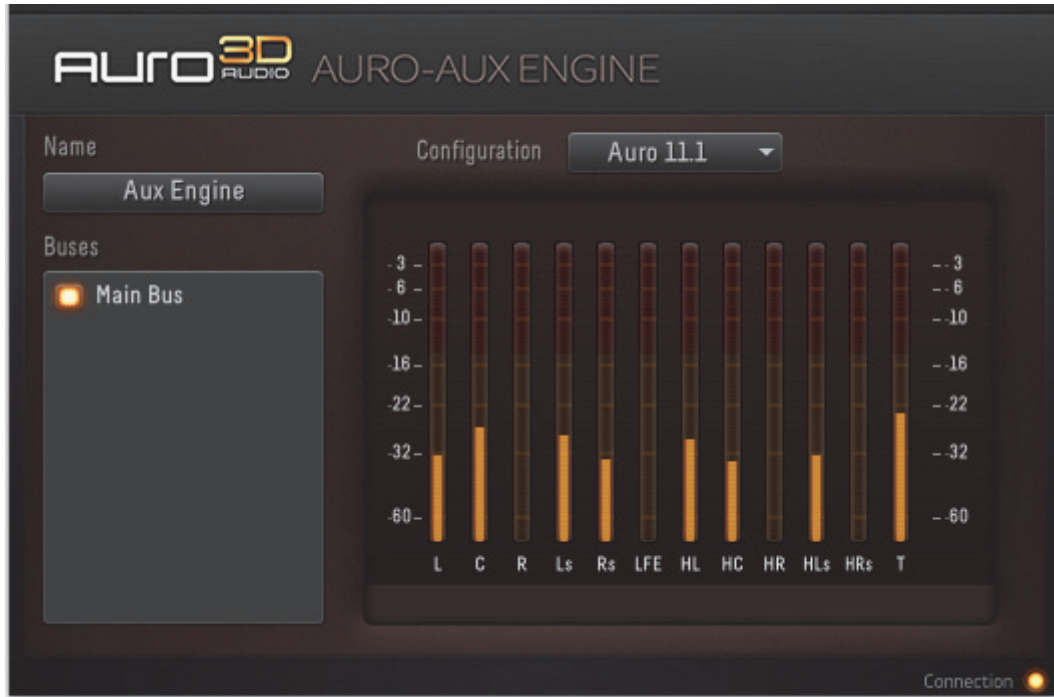 AURO 3D AUDIO AURO-AUX ENGINE
Name
Configuration Auro 11.1
Aux Engine
Buses
Main Bus
-3 -3
-6 -6
-10 -10
-16 -16
-22 -22
-32 -32
-60 -60
L C R Ls Rs LFE HL HC HR HLs HRs T
Connection